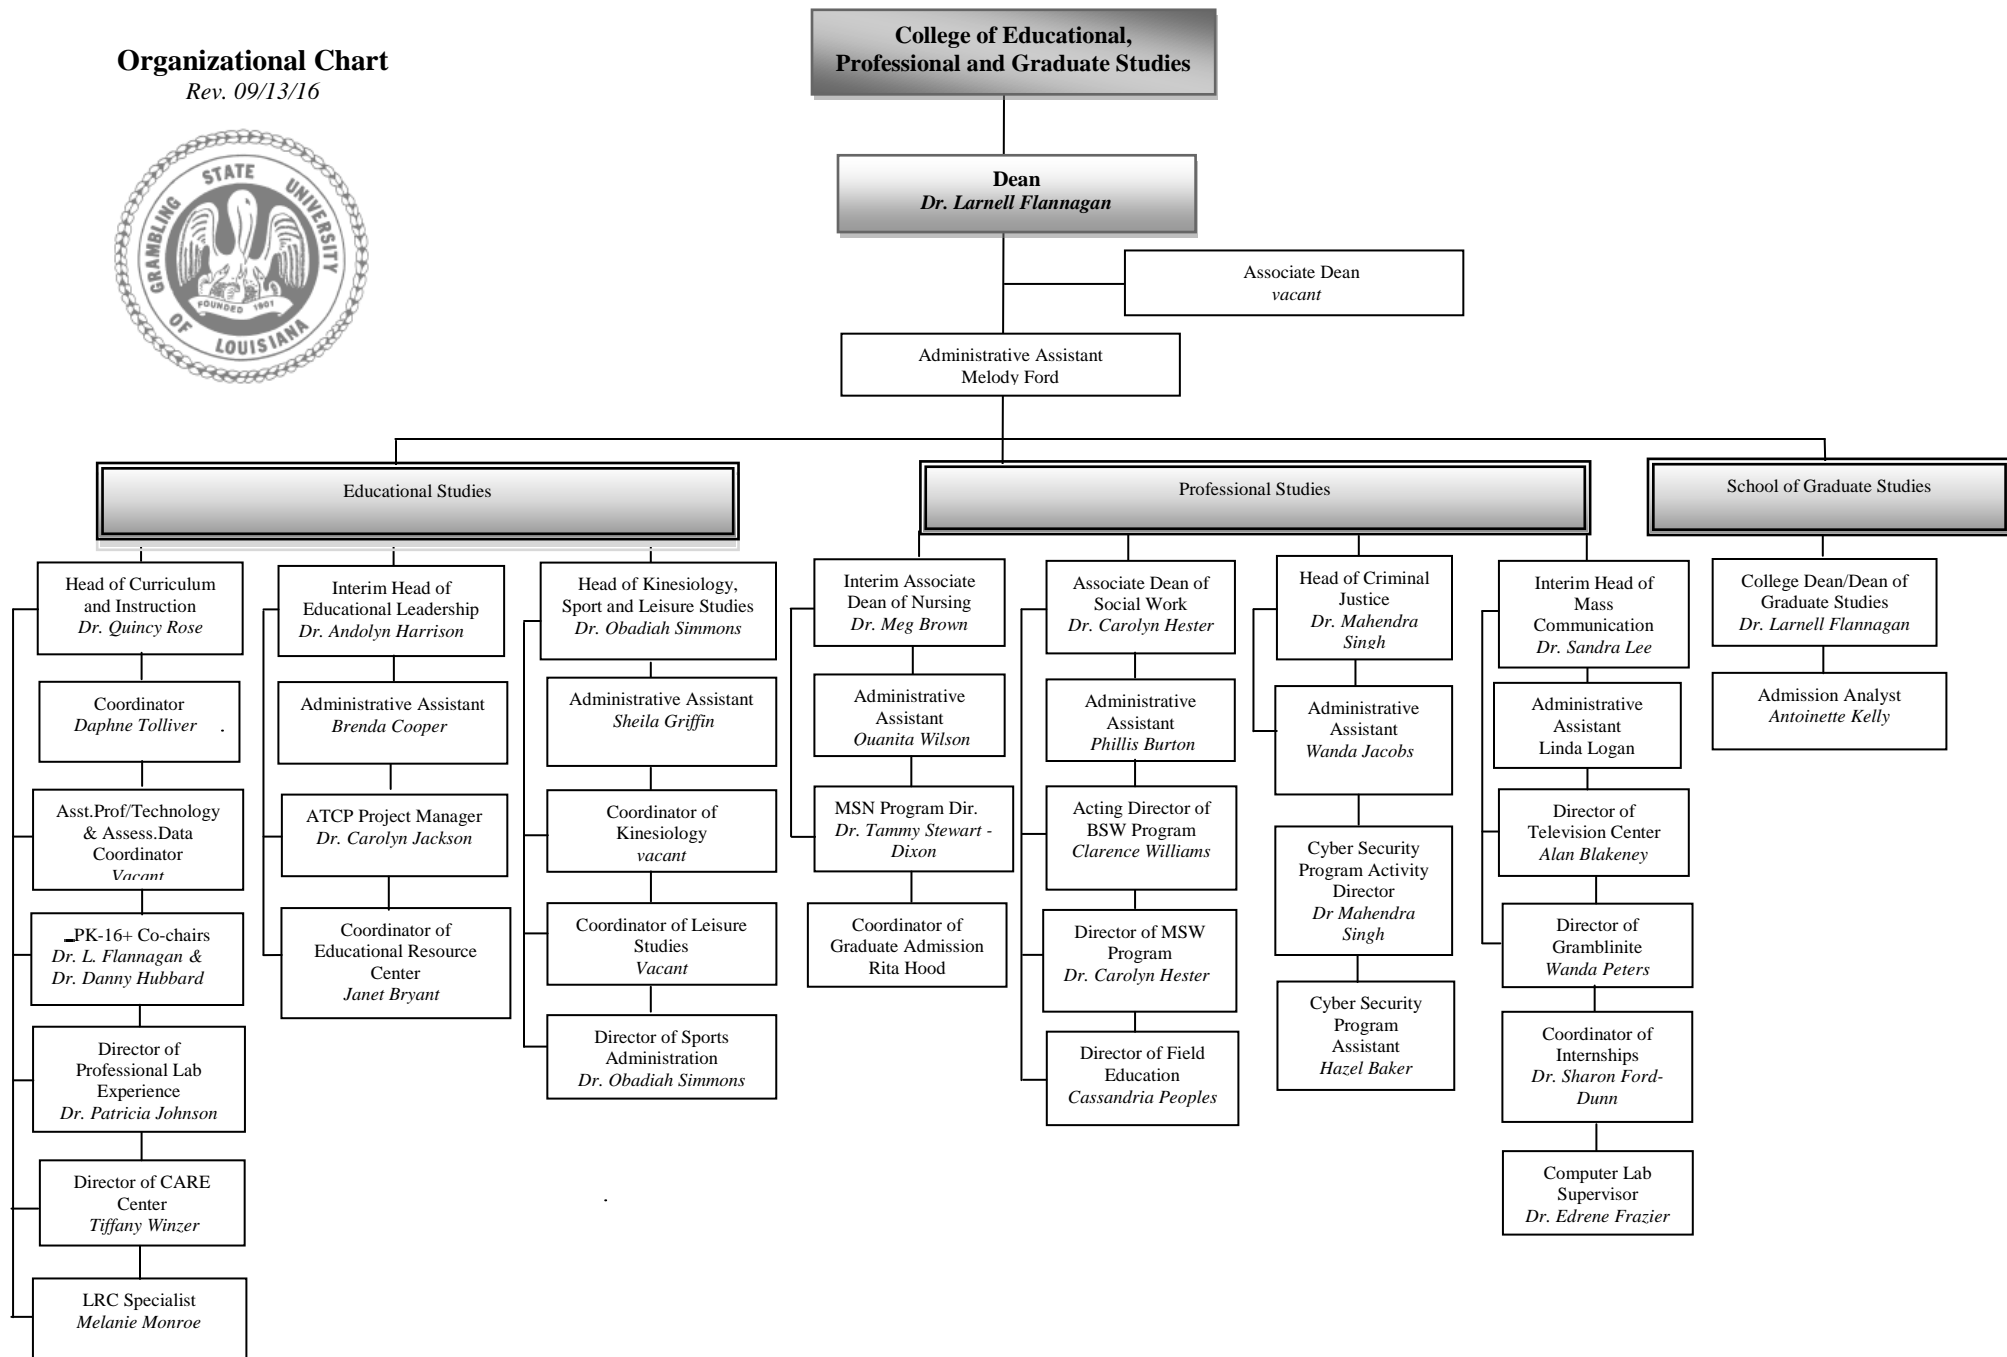 Organizational Chart
Rev. 09/13/16
GRAMBLING STATE UNIVERSITY
OF LOUISIANA
FOUNDED 1901
College of Educational,
Professional and Graduate Studies
Dean
Dr. Larnell Flannagan
Associate Dean
vacant
Administrative Assistant
Melody Ford
Educational Studies
Professional Studies
School of Graduate Studies
Head of Curriculum
and Instruction
Dr. Quincy Rose
Coordinator
Daphne Tolliver .
Asst.Prof/Technology
& Assess.Data
Coordinator
Vacant
PK-16+ Co-chairs
Dr. L. Flannagan &
Dr. Danny Hubbard
Director of
Professional Lab
Experience
Dr. Patricia Johnson
Director of CARE
Center
Tiffany Winzer
LRC Specialist
Melanie Monroe
Interim Head of
Educational Leadership
Dr. Andolyn Harrison
Administrative Assistant
Brenda Cooper
ATCP Project Manager
Dr. Carolyn Jackson
Coordinator of
Educational Resource
Center
Janet Bryant
Head of Kinesiology,
Sport and Leisure Studies
Dr. Obadiah Simmons
Administrative Assistant
Sheila Griffin
Coordinator of
Kinesiology
vacant
Coordinator of Leisure
Studies
Vacant
Director of Sports
Administration
Dr. Obadiah Simmons
.
Interim Associate
Dean of Nursing
Dr. Meg Brown
Administrative
Assistant
Ouanita Wilson
MSN Program Dir.
Dr. Tammy Stewart -
Dixon
Coordinator of
Graduate Admission
Rita Hood
Associate Dean of
Social Work
Dr. Carolyn Hester
Administrative
Assistant
Phillis Burton
Acting Director of
BSW Program
Clarence Williams
Director of MSW
Program
Dr. Carolyn Hester
Director of Field
Education
Cassandria Peoples
Head of Criminal
Justice
Dr. Mahendra
Singh
Administrative
Assistant
Wanda Jacobs
Cyber Security
Program Activity
Director
Dr Mahendra
Singh
Cyber Security
Program
Assistant
Hazel Baker
Interim Head of
Mass
Communication
Dr. Sandra Lee
Administrative
Assistant
Linda Logan
Director of
Television Center
Alan Blakeney
Director of
Gramblinite
Wanda Peters
Coordinator of
Internships
Dr. Sharon Ford-
Dunn
Computer Lab
Supervisor
Dr. Edrene Frazier
College Dean/Dean of
Graduate Studies
Dr. Larnell Flannagan
Admission Analyst
Antoinette Kelly